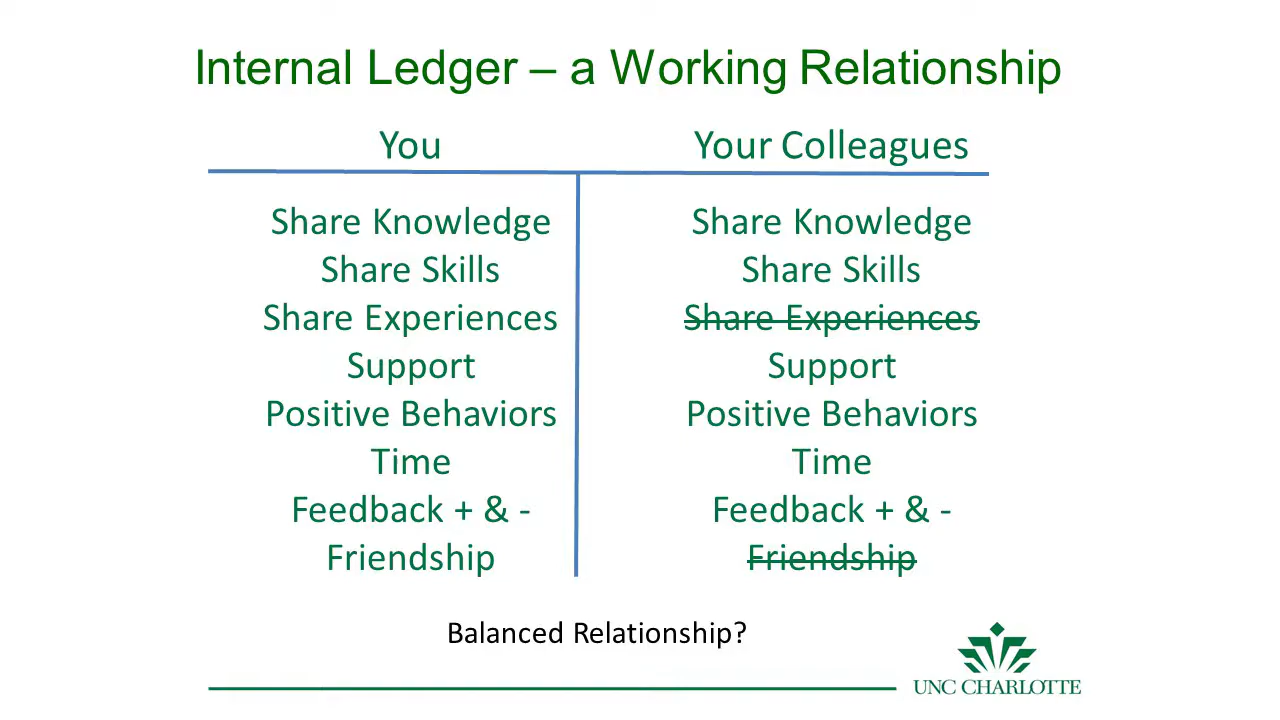 Internal Ledger – a Working Relationship
You
Your Colleagues
Share Knowledge
Share Skills
Share Experiences
Support
Positive Behaviors
Time
Feedback + & -
Friendship
Share Knowledge
Share Skills
Share Experiences
Support
Positive Behaviors
Time
Feedback + & -
Friendship
Balanced Relationship?
UNC CHARLOTTE